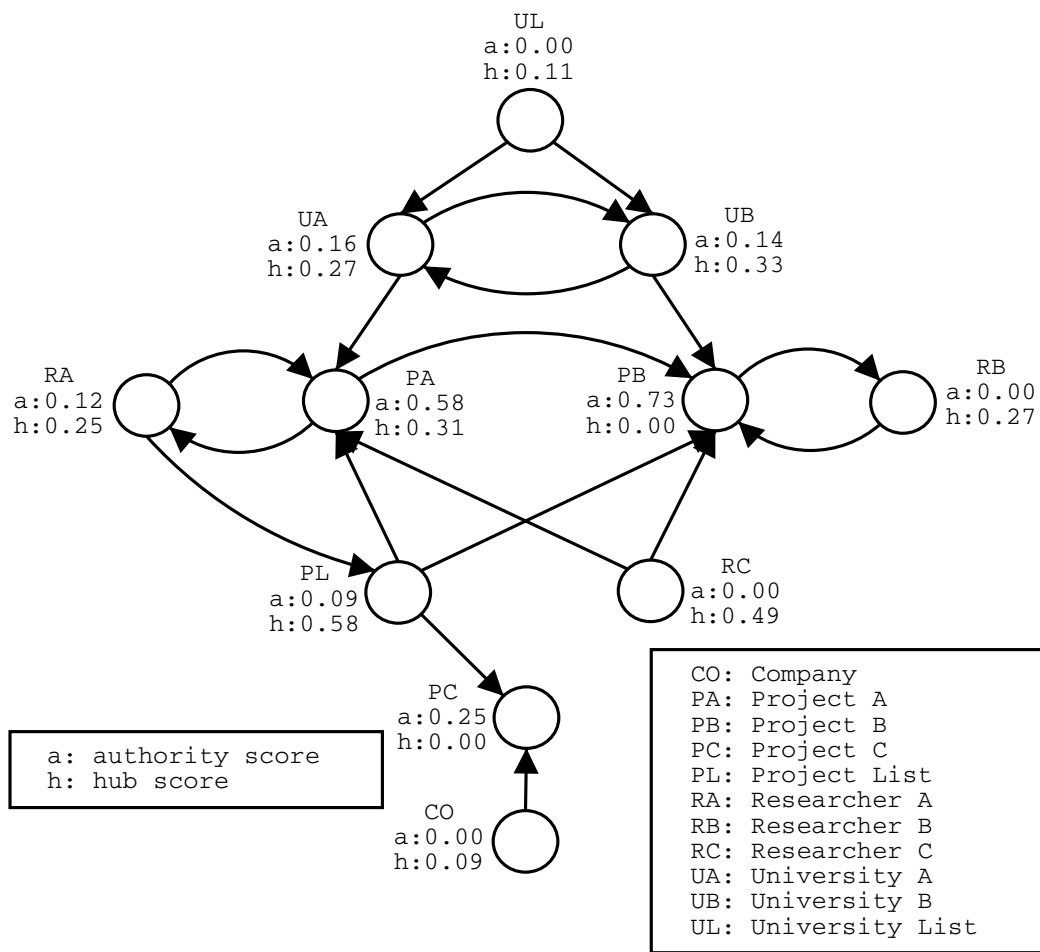 UL
a:0.00
h:0.11
UA
a:0.16
h:0.27
UB
a:0.14
h:0.33
RA
a:0.12
h:0.25
PA
a:0.58
h:0.31
PB
a:0.73
h:0.00
RB
a:0.00
h:0.27
PL
a:0.09
h:0.58
RC
a:0.00
h:0.49
PC
a:0.25
h:0.00
CO
a:0.00
h:0.09
a: authority score
h: hub score
CO: Company
PA: Project A
PB: Project B
PC: Project C
PL: Project List
RA: Researcher A
RB: Researcher B
RC: Researcher C
UA: University A
UB: University B
UL: University List